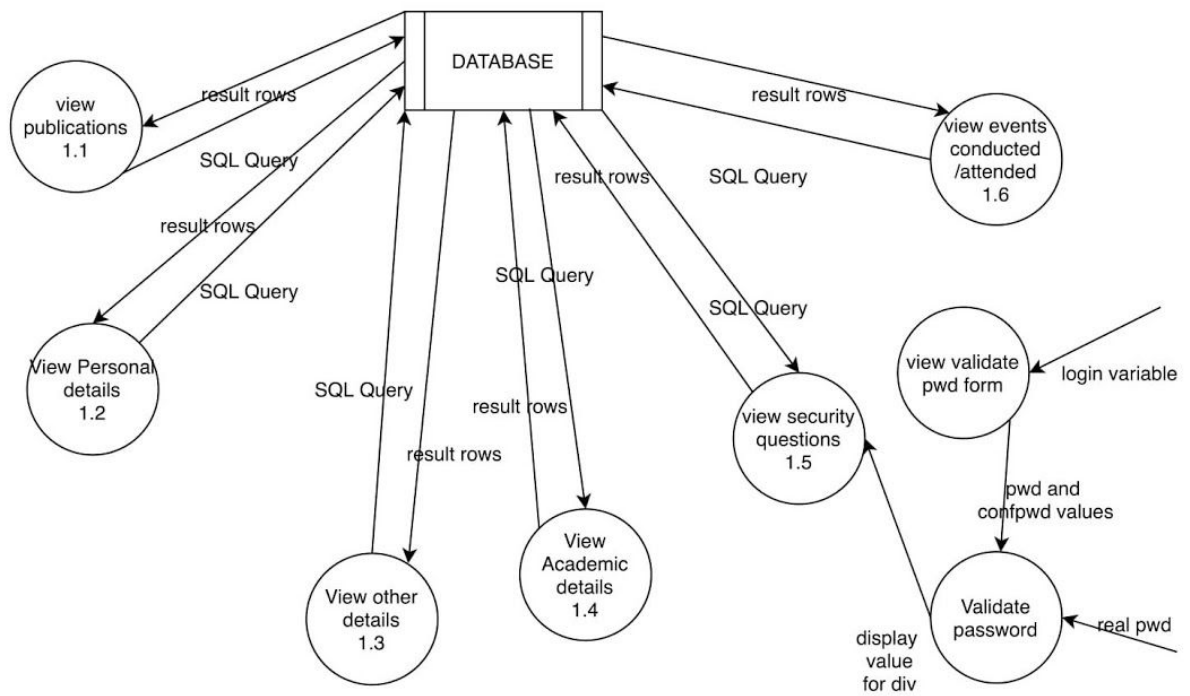 DATABASE
view
publications
1.1
result rows
SQL Query
result rows
SQL Query
View Personal
details
1.2
SQL Query
result rows
View other
details
1.3
SQL Query
result rows
View
Academic
details
1.4
result rows
SQL Query
SQL Query
view security
questions
1.5
result rows
view events
conducted
/attended
1.6
view validate
pwd form
login variable
pwd and
confpwd values
Validate
password
real pwd
display
value
for div